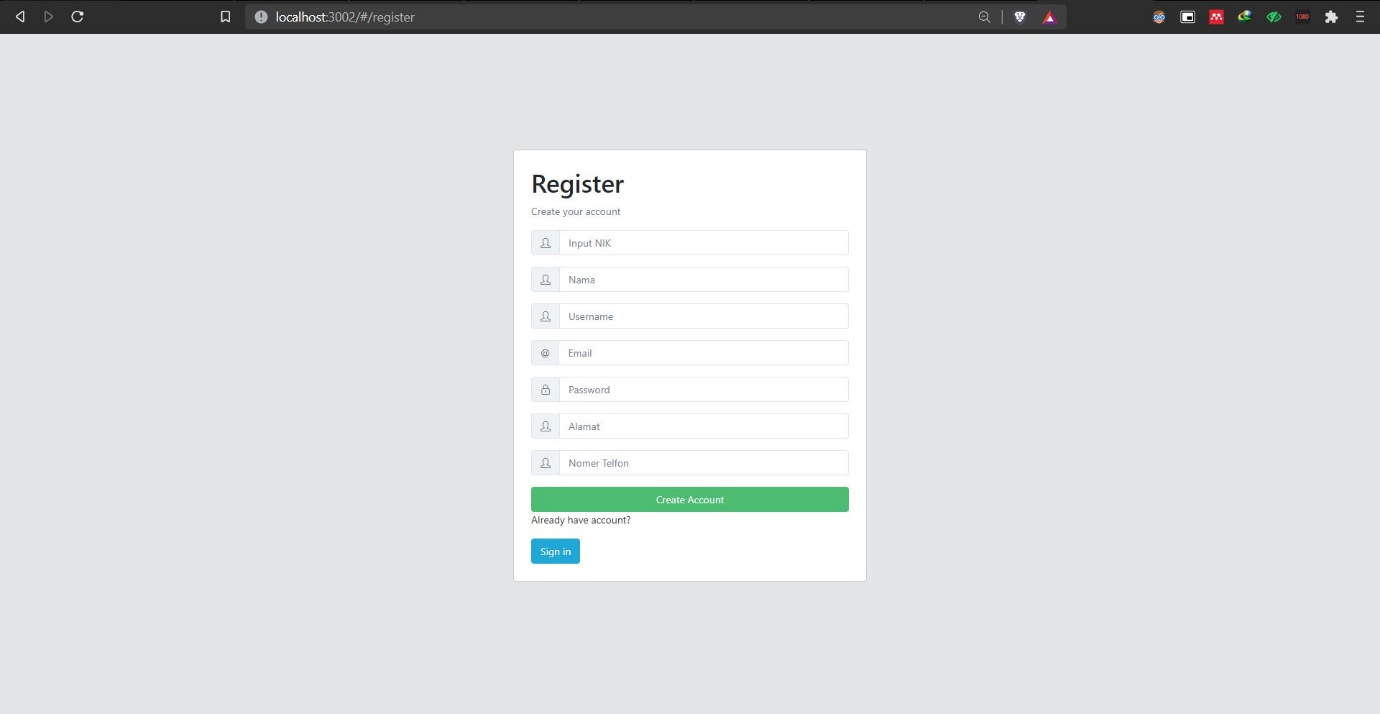 localhost:3002/#/register
1080
Register
Create your account
Input NIK
Nama
Username
@ Email
Password
Alamat
Nomer Telfon
Create Account
Already have account?
Sign in